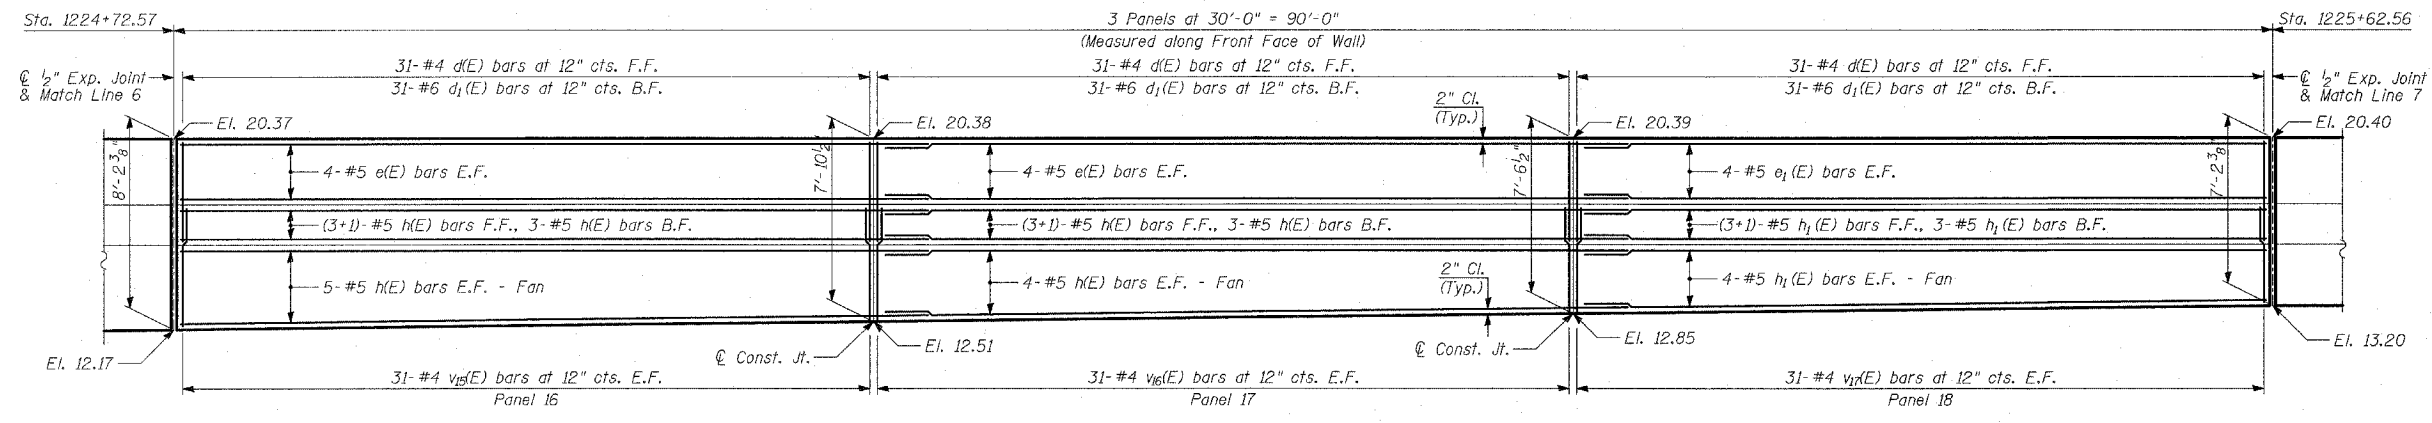 Sta. 1224+72.57
3 Panels at 30'-0" = 90'-0"
Sta. 1225+62.56
(Measured along Front Face of Wall)
℄ ½" Exp. Joint
& Match Line 6
31-#4 d(E) bars at 12" cts. F.F.
31-#6 d₁(E) bars at 12" cts. B.F.
31-#4 d(E) bars at 12" cts. F.F.
31-#6 d₁(E) bars at 12" cts. B.F.
31-#4 d(E) bars at 12" cts. F.F.
31-#6 d₁(E) bars at 12" cts. B.F.
℄ ½" Exp. Joint
& Match Line 7
2" Cl.
(Typ.)
El. 20.37
El. 20.38
El. 20.39
El. 20.40
8'-2⅜"
7'-10½"
7'-6½"
7'-2⅜"
4-#5 e(E) bars E.F.
4-#5 e(E) bars E.F.
4-#5 e₁(E) bars E.F.
(3+1)-#5 h(E) bars F.F., 3-#5 h(E) bars B.F.
(3+1)-#5 h(E) bars F.F., 3-#5 h(E) bars B.F.
(3+1)-#5 h₁(E) bars F.F., 3-#5 h₁(E) bars B.F.
5-#5 h(E) bars E.F. - Fan
4-#5 h(E) bars E.F. - Fan
2" Cl.
(Typ.)
4-#5 h₁(E) bars E.F. - Fan
El. 12.17
℄ Const. Jt.
El. 12.51
℄ Const. Jt.
El. 12.85
El. 13.20
31-#4 v₁₅(E) bars at 12" cts. E.F.
Panel 16
31-#4 v₁₆(E) bars at 12" cts. E.F.
Panel 17
31-#4 v₁₇(E) bars at 12" cts. E.F.
Panel 18